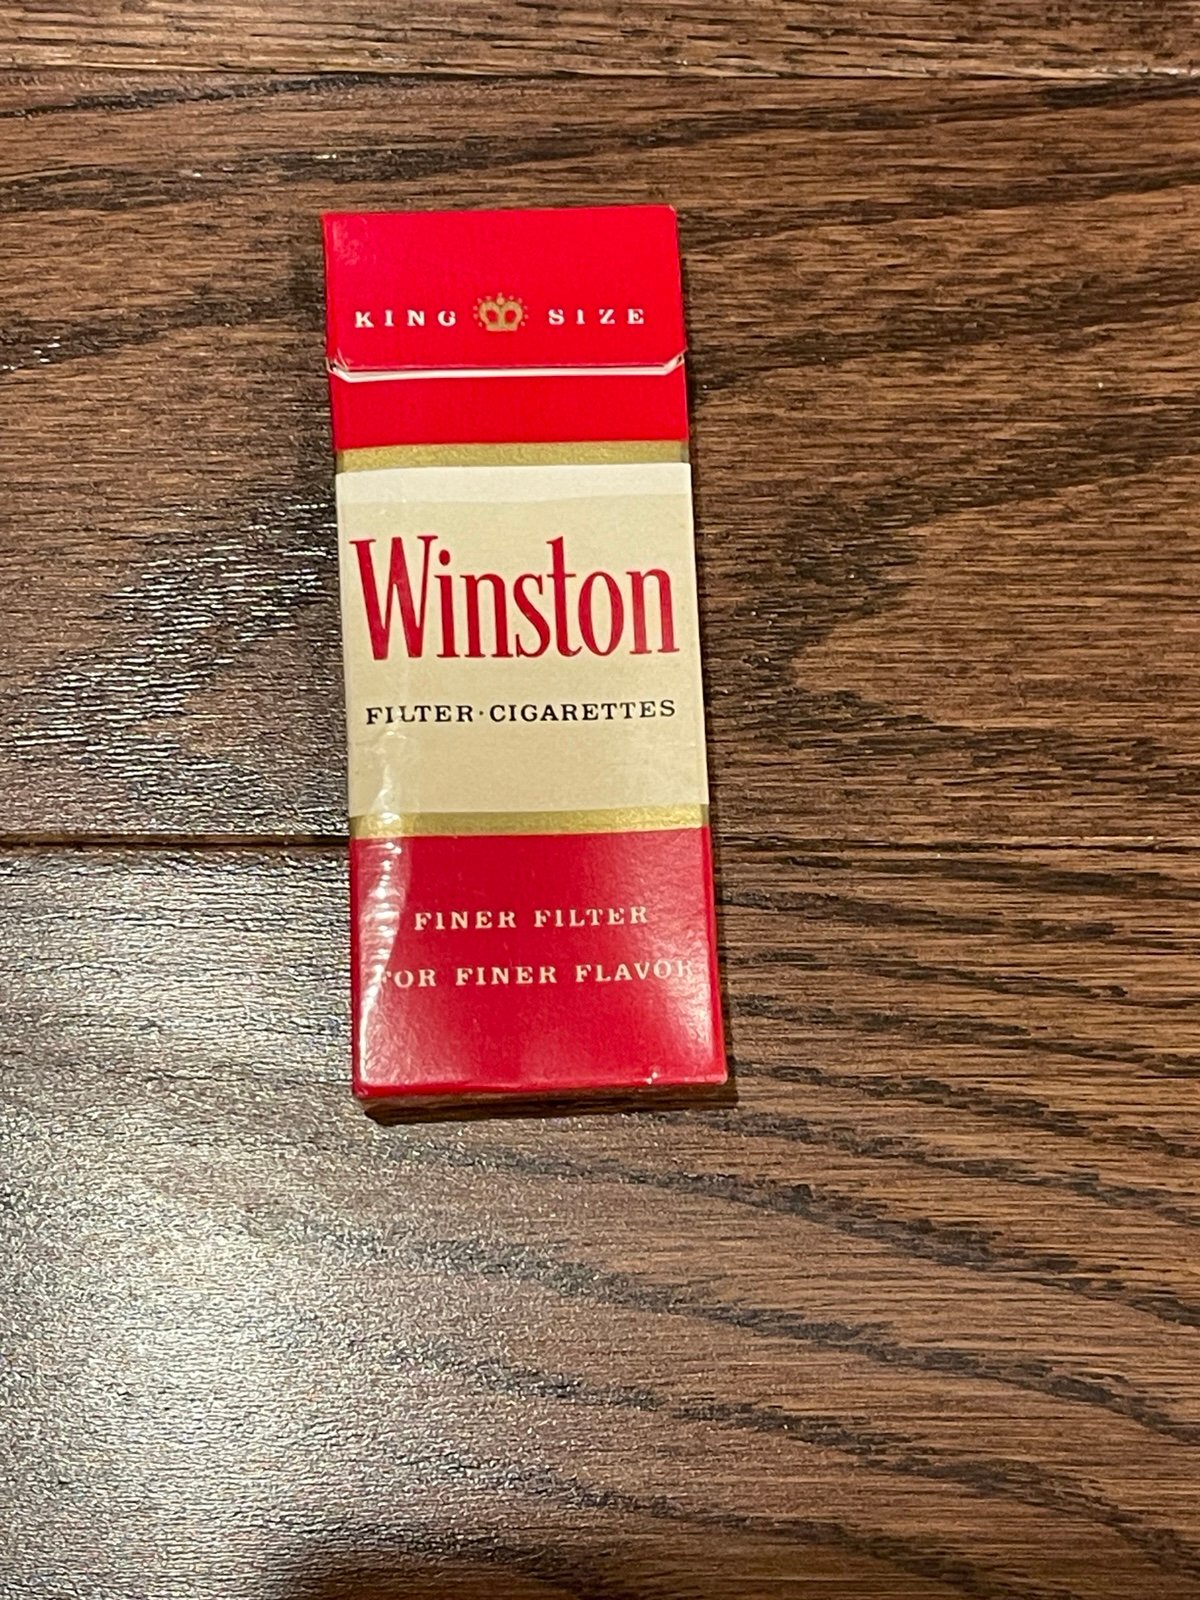 KING SIZE
Winston
FILTER·CIGARETTES
FINER FILTER
FOR FINER FLAVOR